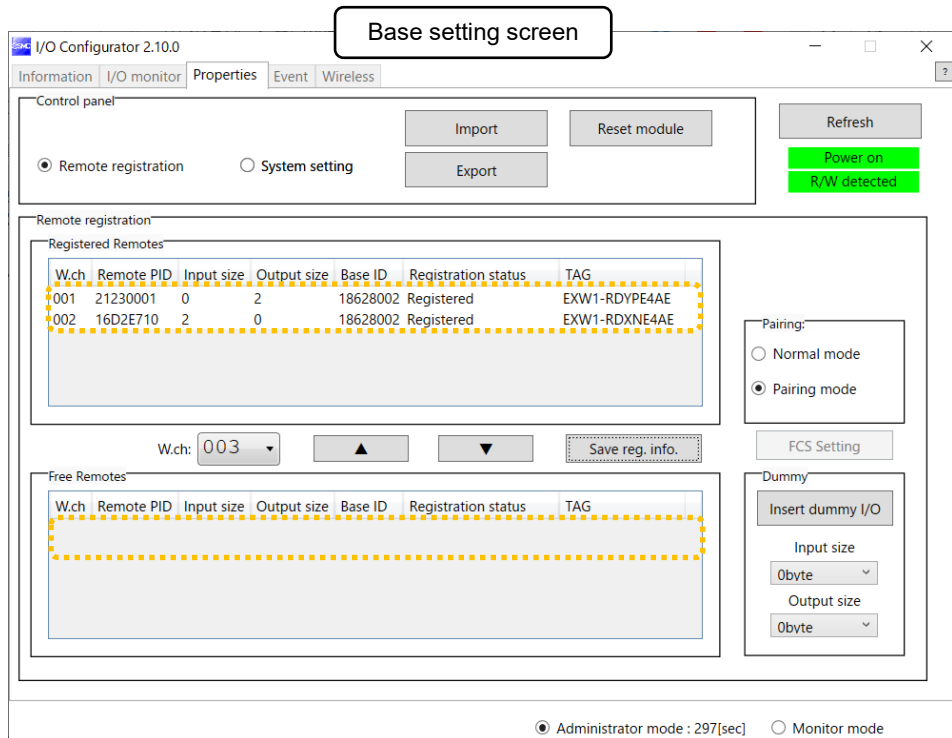 Base setting screen
SMC I/O Configurator 2.10.0
Information I/O monitor Properties Event Wireless
?
Control panel
Import Reset module Refresh
Remote registration System setting Export
Power on
R/W detected
Remote registration
Registered Remotes
W.ch Remote PID Input size Output size Base ID Registration status TAG
001 21230001 0 2 18628002 Registered EXW1-RDYPE4AE
002 16D2E710 2 0 18628002 Registered EXW1-RDXNE4AE
Pairing:
Normal mode
Pairing mode
W.ch: 003 ▲ ▼ Save reg. info. FCS Setting
Free Remotes
W.ch Remote PID Input size Output size Base ID Registration status TAG
Dummy
Insert dummy I/O
Input size
0byte
Output size
0byte
Administrator mode : 297[sec] Monitor mode